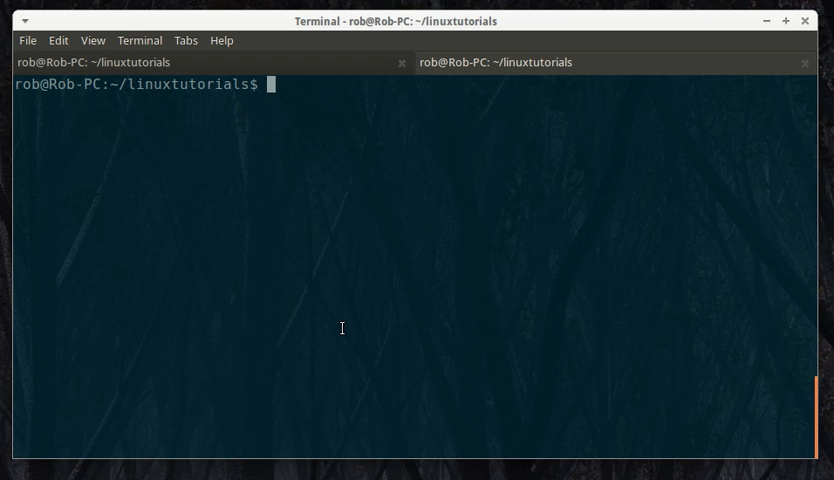 Terminal - rob@Rob-PC: ~/linuxtutorials
File Edit View Terminal Tabs Help
rob@Rob-PC: ~/linuxtutorials rob@Rob-PC: ~/linuxtutorials
rob@Rob-PC:~/linuxtutorials$